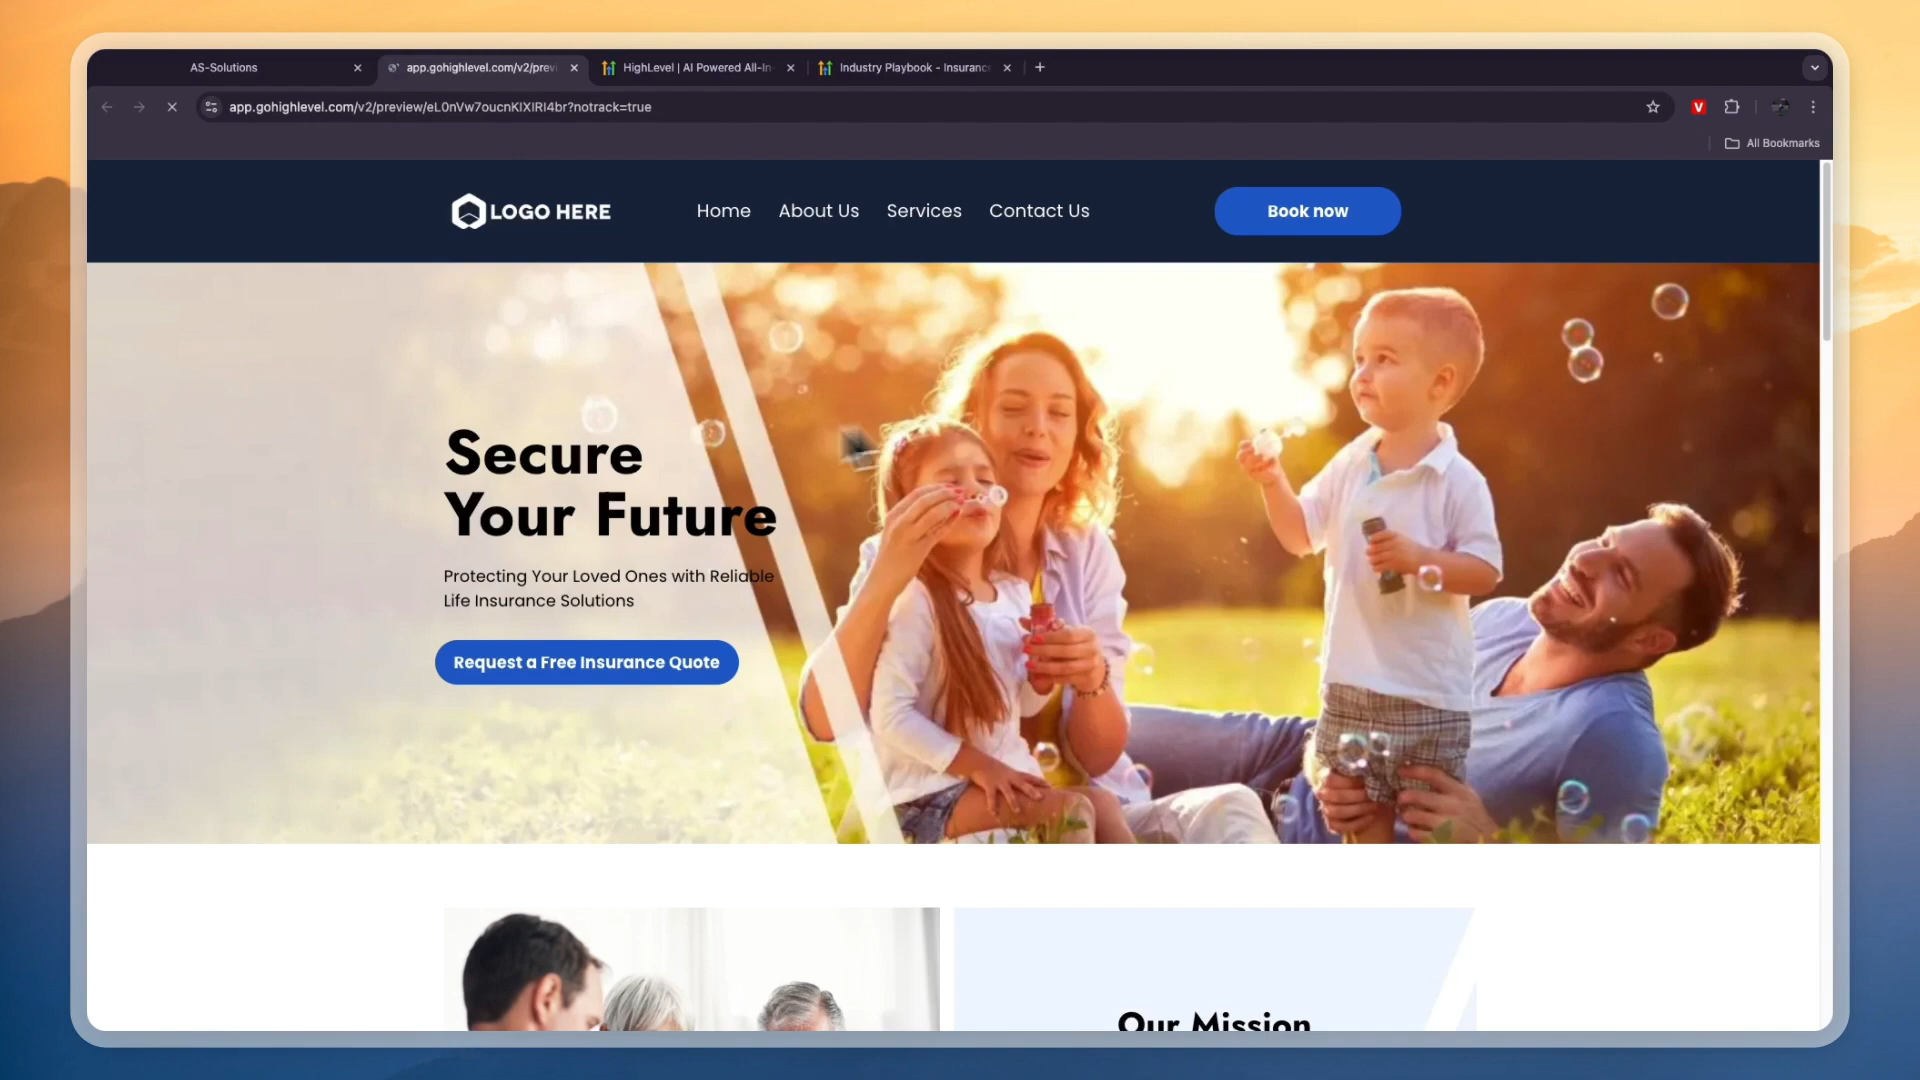 AS-Solutions
app.gohighlevel.com/v2/previ
HighLevel | AI Powered All-In-
Industry Playbook - Insuranc
app.gohighlevel.com/v2/preview/eL0nVw7oucnKlXlRl4br?notrack=true
V
All Bookmarks
LOGO HERE
Home
About Us
Services
Contact Us
Book now
Secure
Your Future
Protecting Your Loved Ones with Reliable
Life Insurance Solutions
Request a Free Insurance Quote
Our Mission